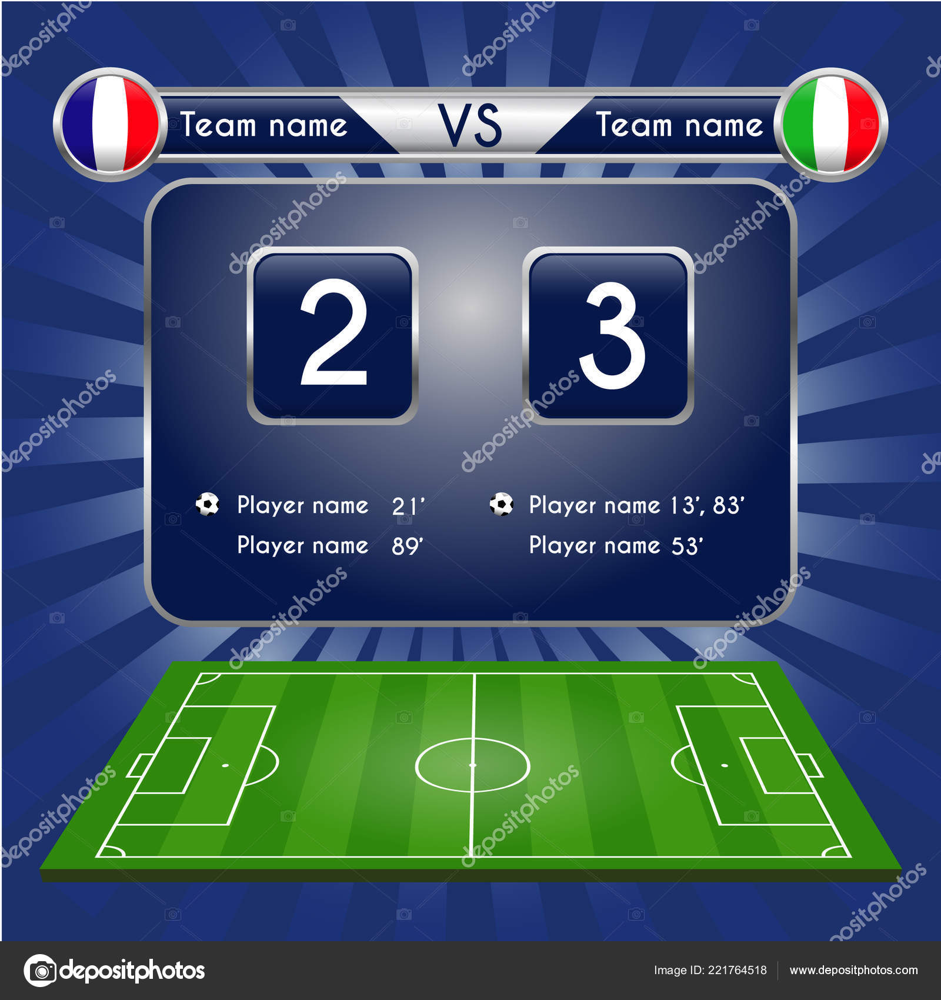 Team name VS Team name
2 3
Player name 21' Player name 13', 83'
Player name 89' Player name 53'
depositphotos
Image ID: 221764518 www.depositphotos.com